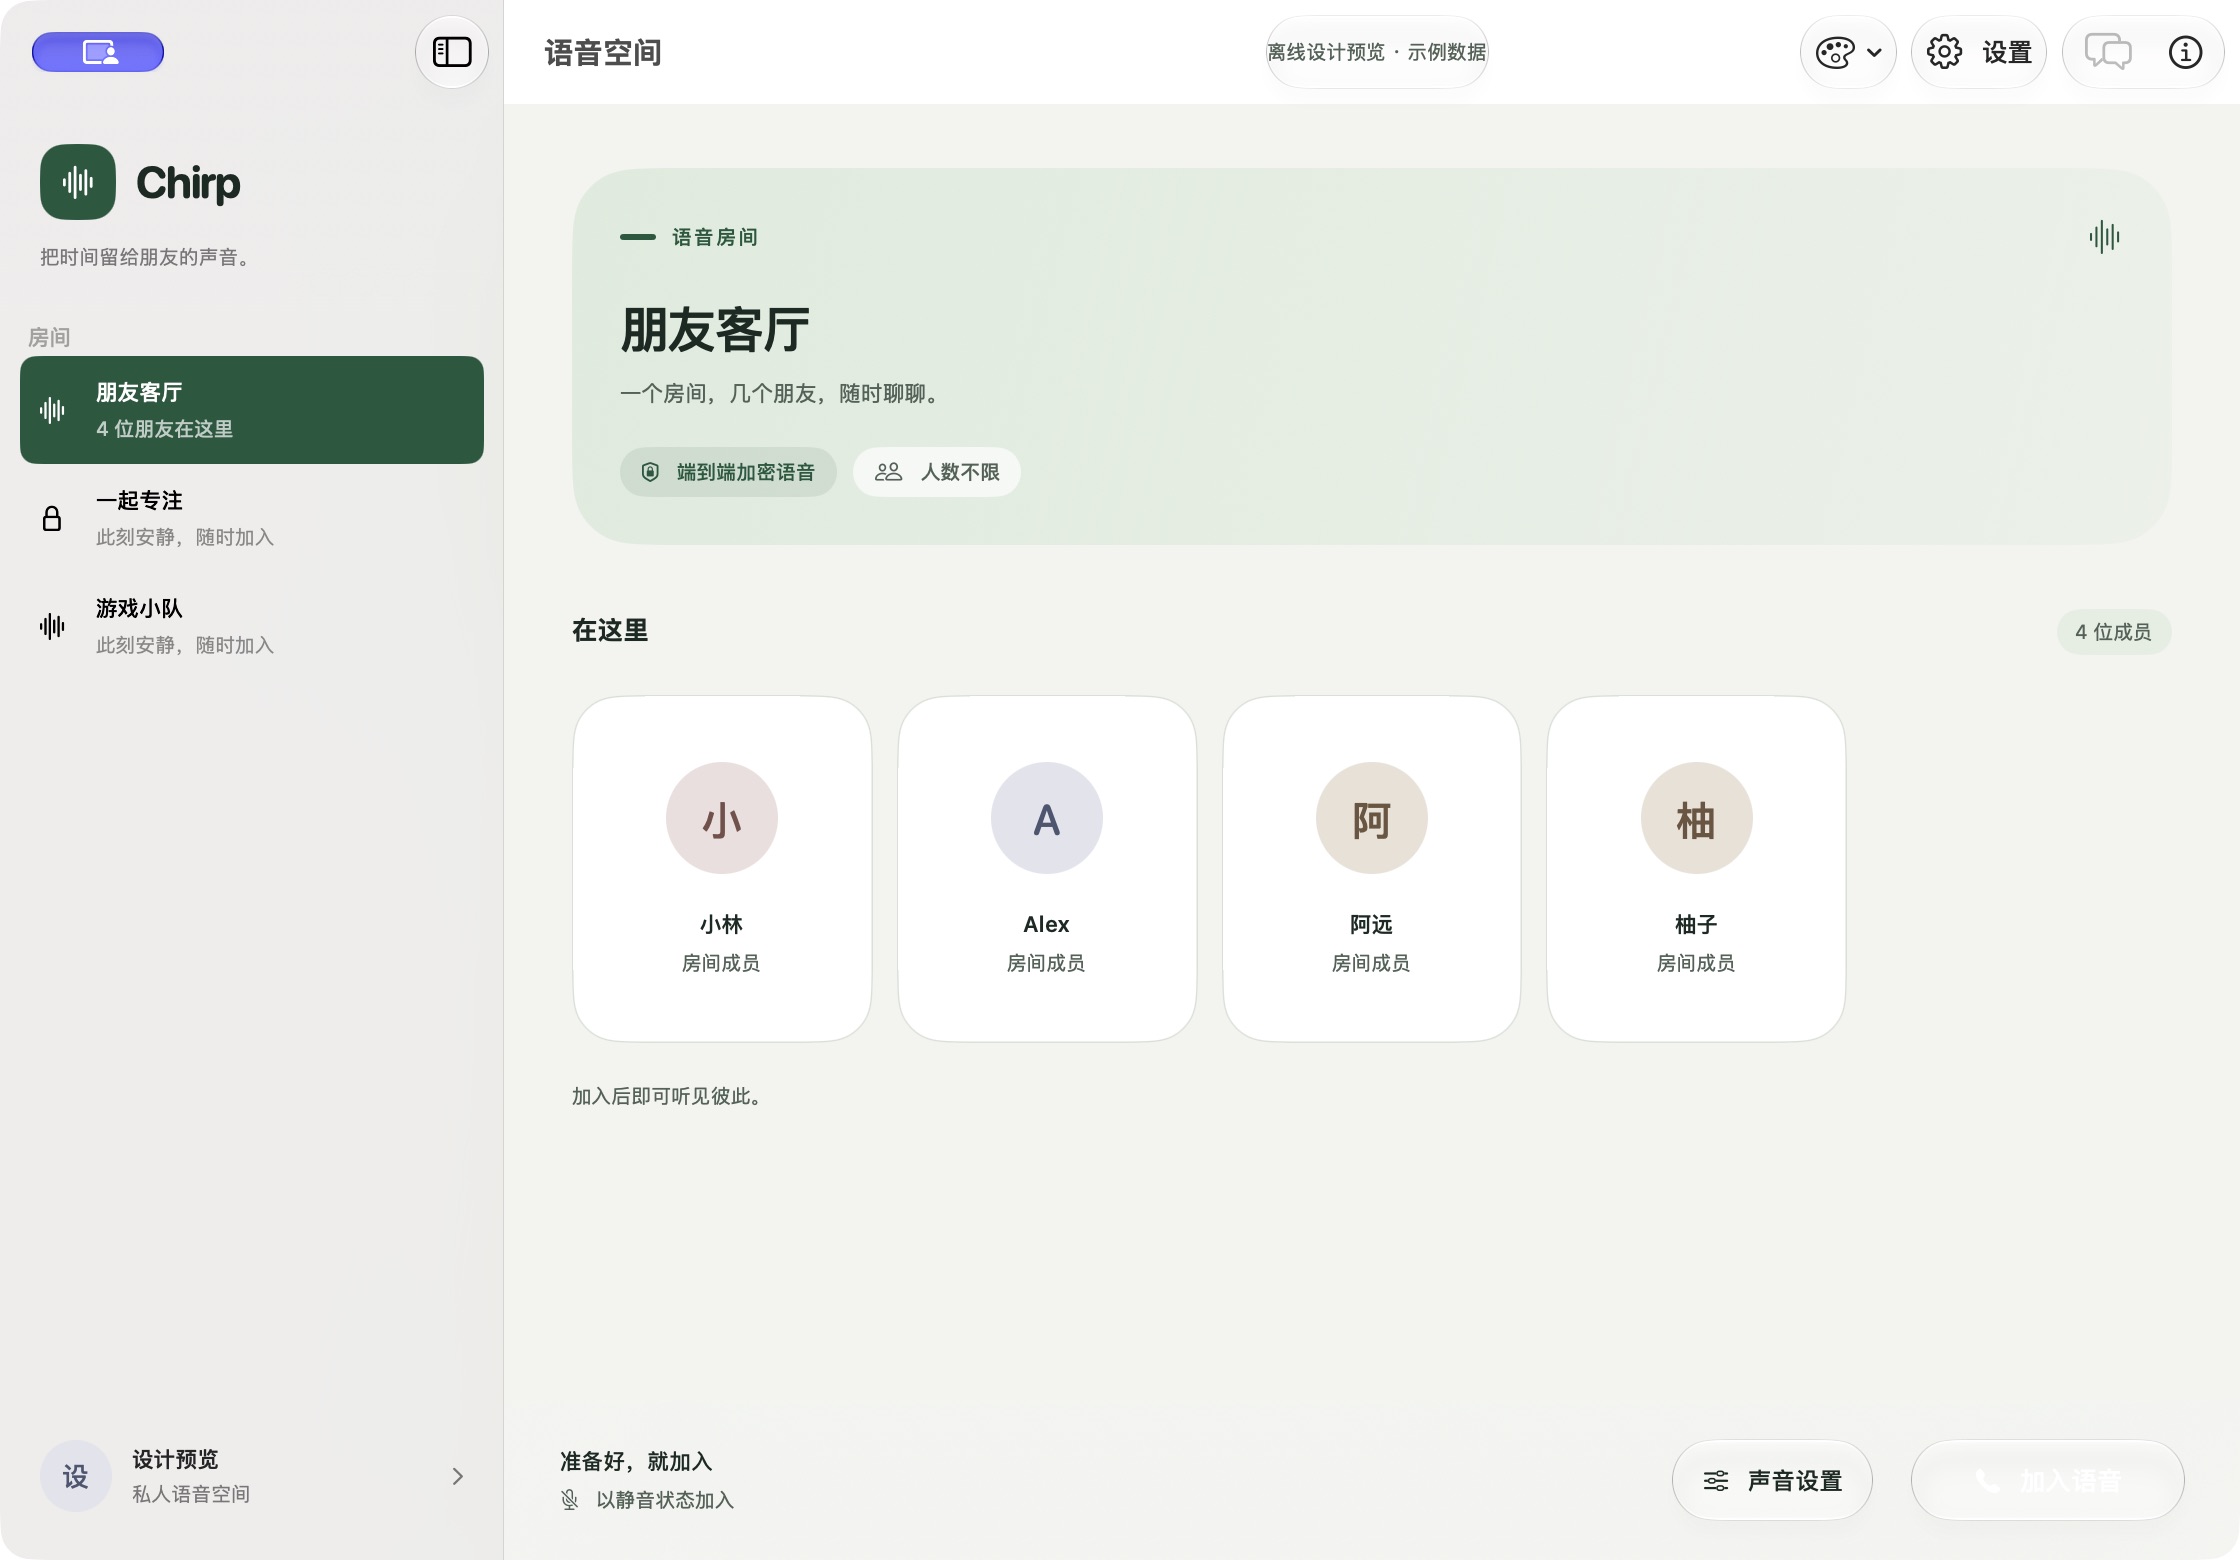 语音空间
离线设计预览 · 示例数据
设置
Chirp
把时间留给朋友的声音。
房间
朋友客厅
4 位朋友在这里
一起专注
此刻安静，随时加入
游戏小队
此刻安静，随时加入
设
设计预览
私人语音空间
语音房间
朋友客厅
一个房间，几个朋友，随时聊聊。
端到端加密语音
人数不限
在这里
4 位成员
小
小林
房间成员
A
Alex
房间成员
阿
阿远
房间成员
柚
柚子
房间成员
加入后即可听见彼此。
准备好，就加入
以静音状态加入
声音设置
加入语音